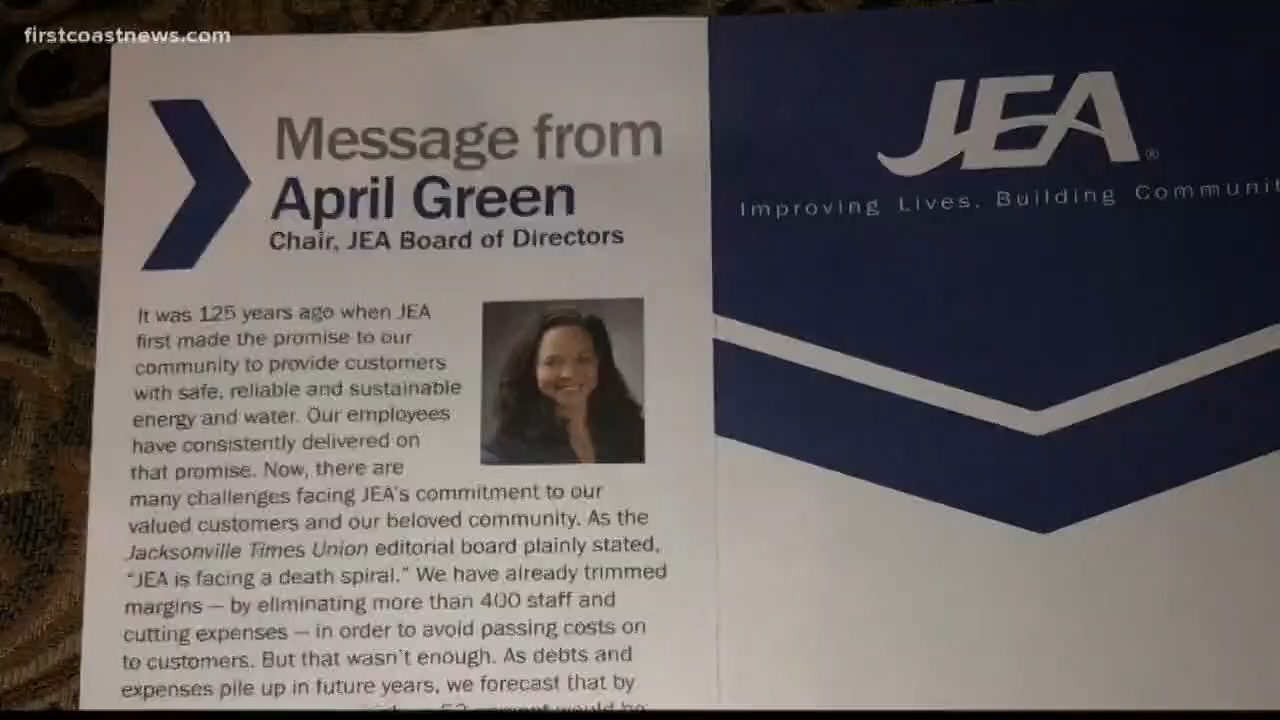 firstcoastnews.com
Message from
April Green
Chair, JEA Board of Directors
It was 125 years ago when JEA
first made the promise to our
community to provide customers
with safe, reliable and sustainable
energy and water. Our employees
have consistently delivered on
that promise. Now, there are
many challenges facing JEA's commitment to our
valued customers and our beloved community. As the
Jacksonville Times Union editorial board plainly stated,
"JEA is facing a death spiral." We have already trimmed
margins — by eliminating more than 400 staff and
cutting expenses — in order to avoid passing costs on
to customers. But that wasn't enough. As debts and
expenses pile up in future years, we forecast that by
would be
JEA®
Improving Lives. Building Communit